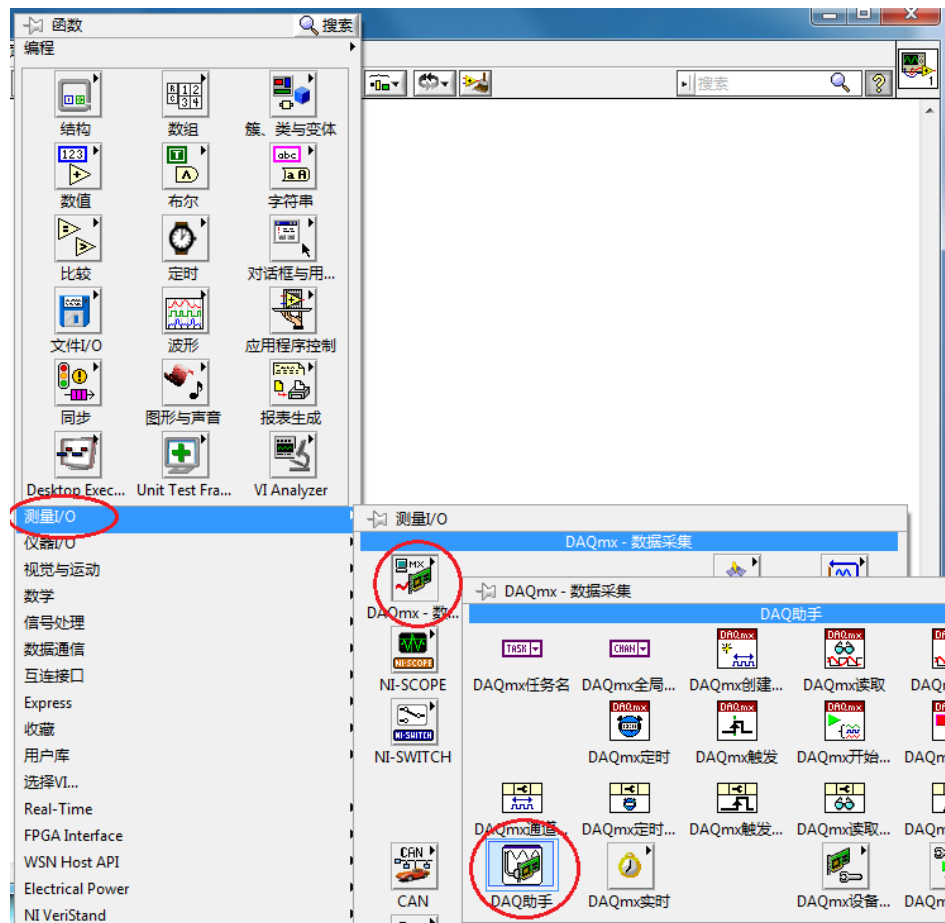 函数 搜索
编程
搜索
结构 数组 簇、类与变体
数值 布尔 字符串
比较 定时 对话框与用...
文件I/O 波形 应用程序控制
同步 图形与声音 报表生成
Desktop Exec... Unit Test Fra... VI Analyzer
测量I/O
仪器I/O
视觉与运动
数学
信号处理
数据通信
互连接口
Express
收藏
用户库
选择VI...
Real-Time
FPGA Interface
WSN Host API
Electrical Power
NI VeriStand
测量I/O
DAQmx - 数据采集
DAQmx - 数...
NI-SCOPE
NI-SWITCH
CAN
DAQmx - 数据采集
DAQ助手
DAQmx任务名 DAQmx全局... DAQmx创建... DAQmx读取
DAQmx定时 DAQmx触发 DAQmx开始...
DAQmx通道... DAQmx定时... DAQmx触发... DAQmx读取...
DAQ助手 DAQmx实时 DAQmx设备...